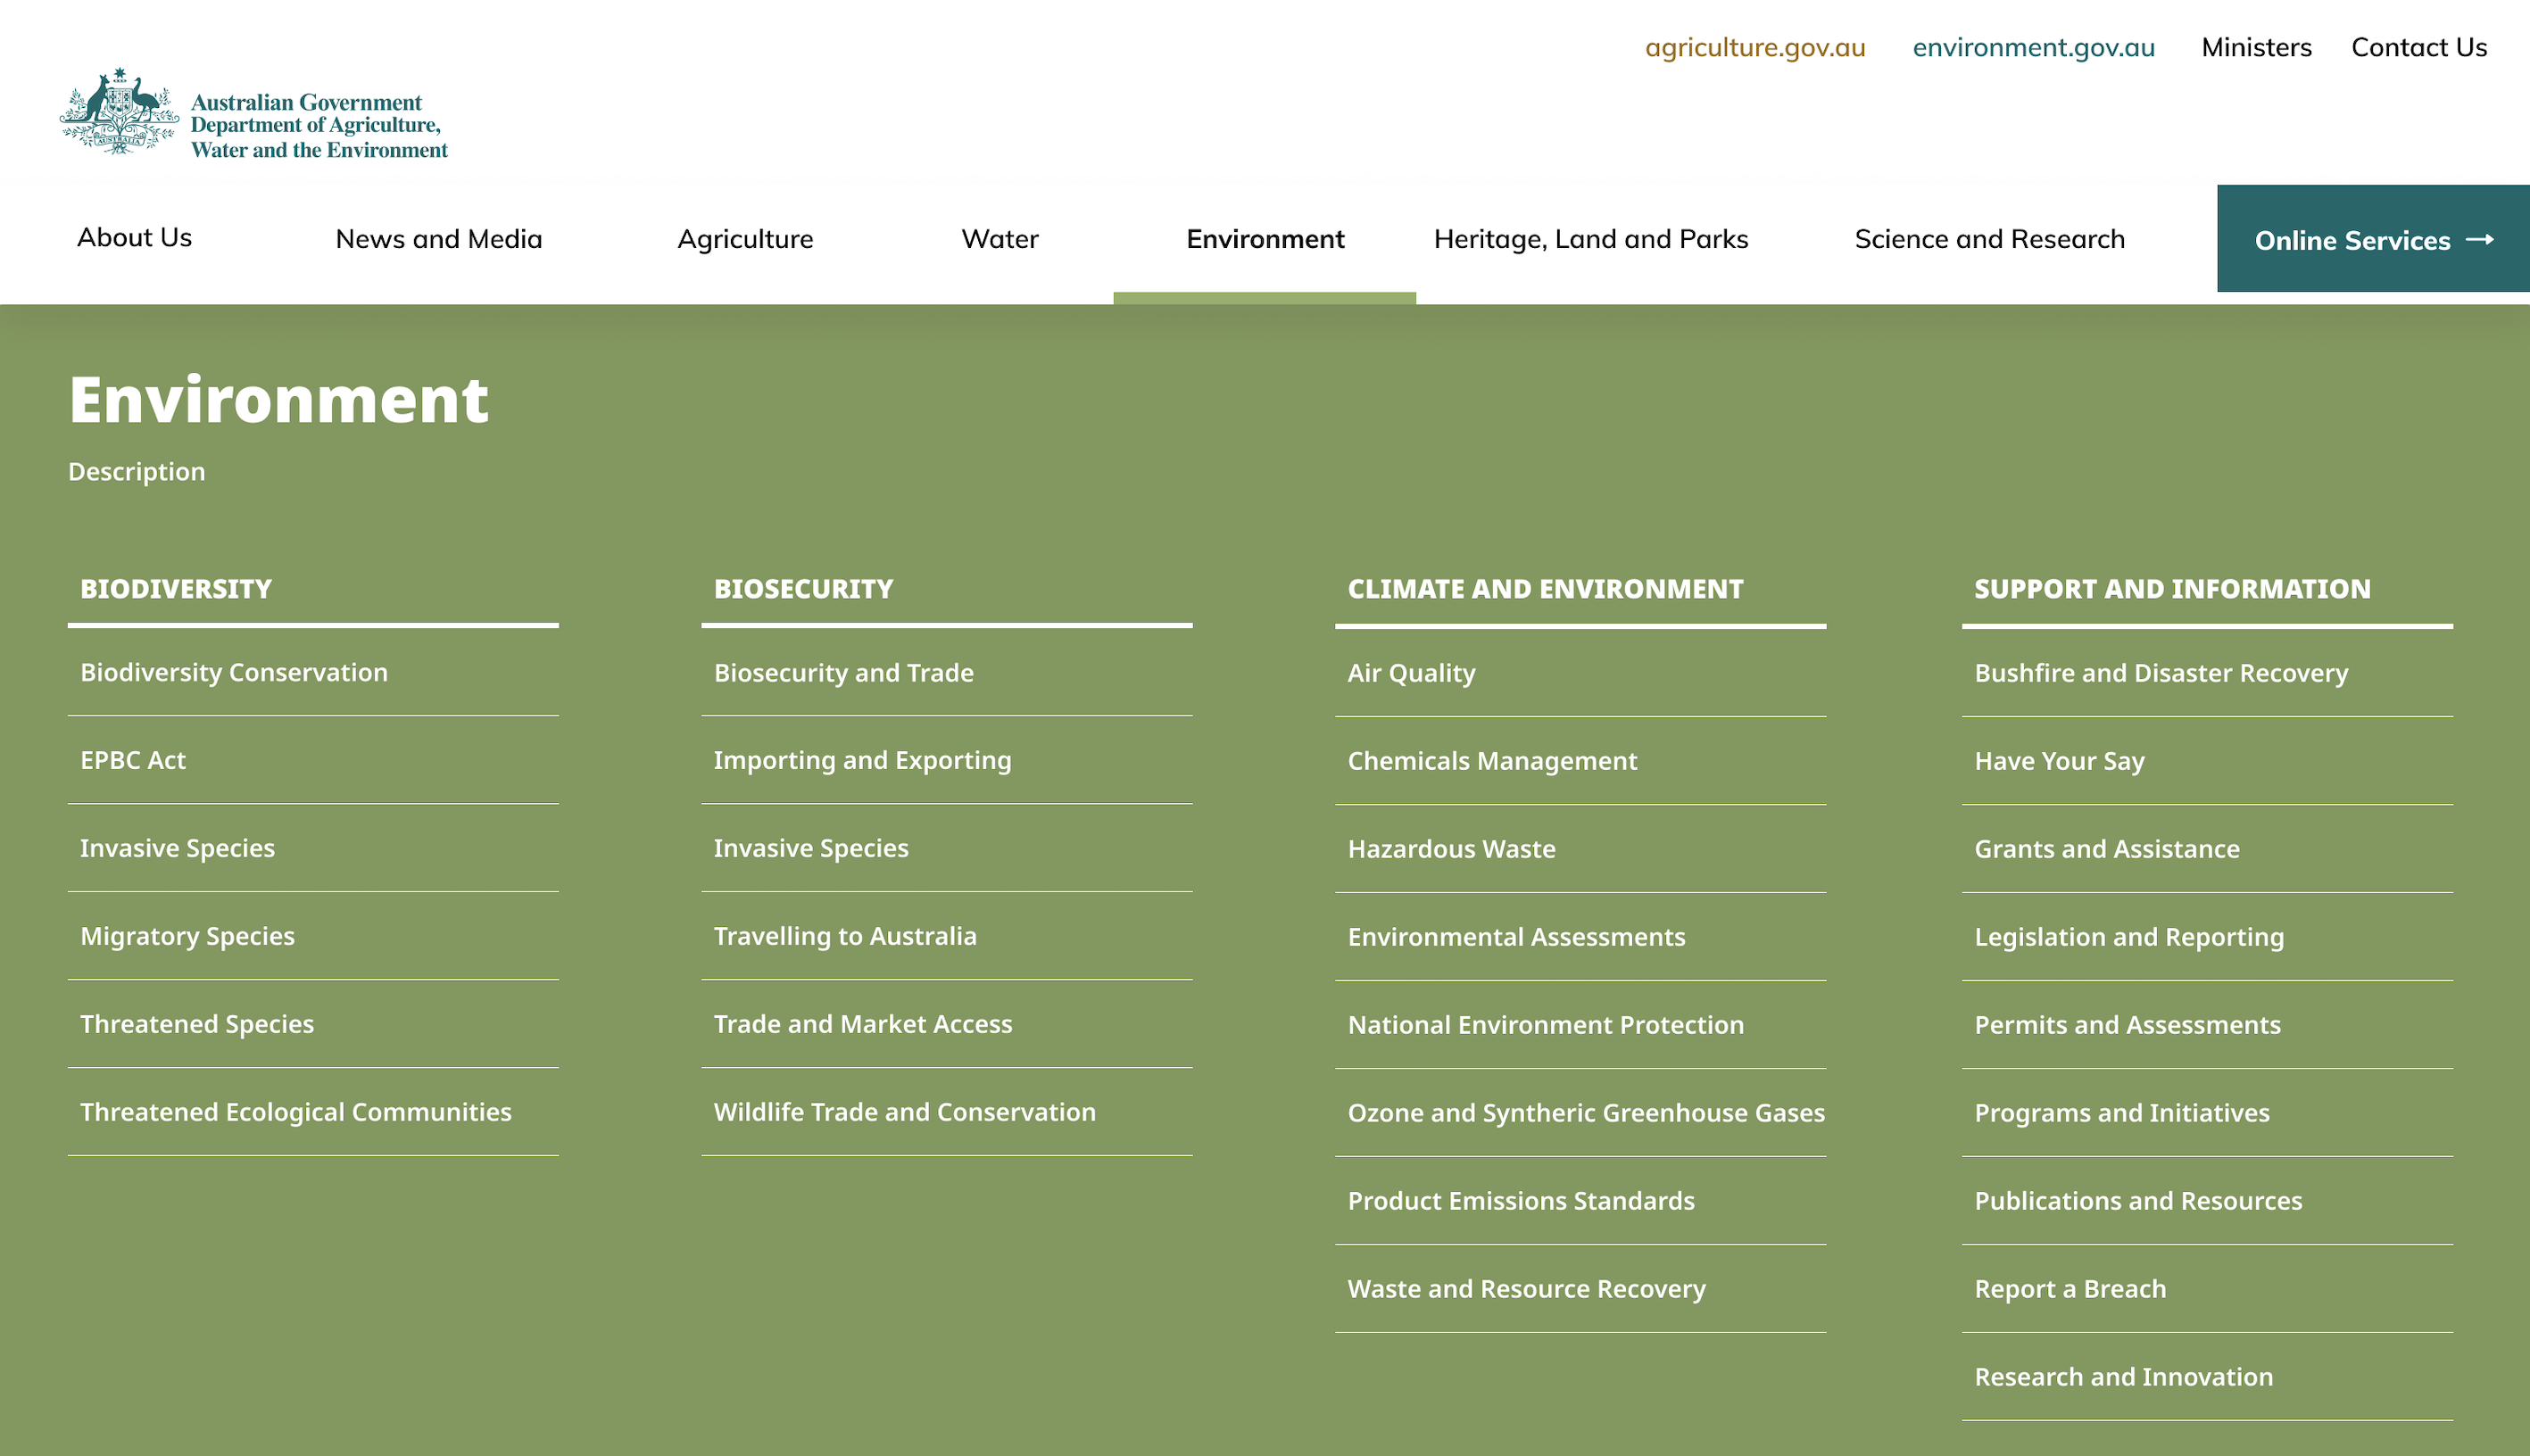 agriculture.gov.au environment.gov.au Ministers Contact Us
AUSTRALIA
Australian Government
Department of Agriculture,
Water and the Environment
About Us News and Media Agriculture Water Environment Heritage, Land and Parks Science and Research Online Services →
Environment
Description
BIODIVERSITY
Biodiversity Conservation
EPBC Act
Invasive Species
Migratory Species
Threatened Species
Threatened Ecological Communities
BIOSECURITY
Biosecurity and Trade
Importing and Exporting
Invasive Species
Travelling to Australia
Trade and Market Access
Wildlife Trade and Conservation
CLIMATE AND ENVIRONMENT
Air Quality
Chemicals Management
Hazardous Waste
Environmental Assessments
National Environment Protection
Ozone and Syntheric Greenhouse Gases
Product Emissions Standards
Waste and Resource Recovery
SUPPORT AND INFORMATION
Bushfire and Disaster Recovery
Have Your Say
Grants and Assistance
Legislation and Reporting
Permits and Assessments
Programs and Initiatives
Publications and Resources
Report a Breach
Research and Innovation